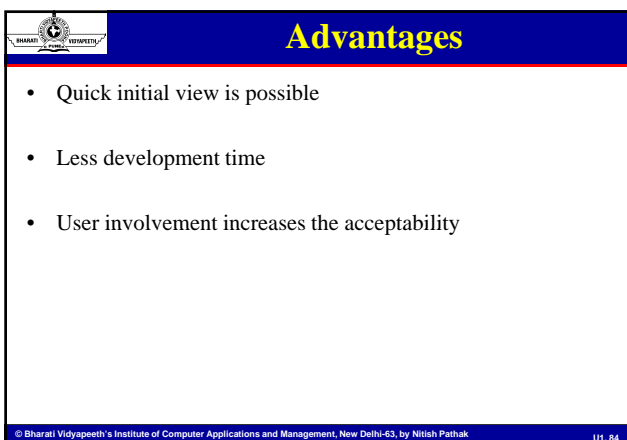 BHARATI VIDYAPEETH
PUNE
Advantages
• Quick initial view is possible
• Less development time
• User involvement increases the acceptability
© Bharati Vidyapeeth's Institute of Computer Applications and Management, New Delhi-63, by Nitish Pathak U1. 84